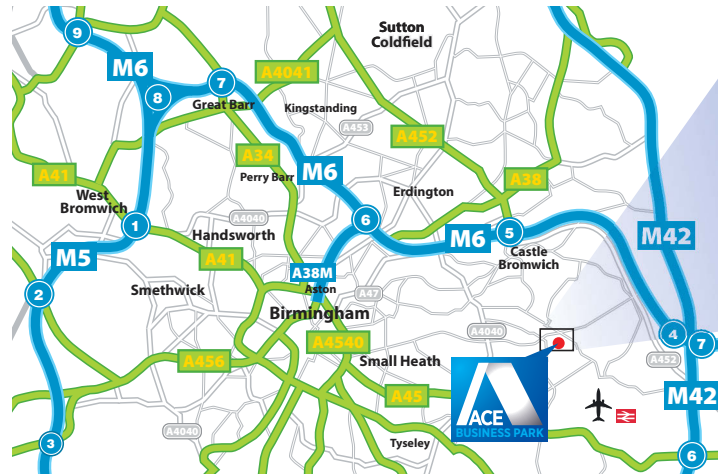 Sutton
Coldfield
9
M6
8
7
A4041
Great Barr
Kingstanding
A453
A452
A34
A41
Perry Barr
M6
A38
West
Bromwich
Erdington
1
A4040
6
Handsworth
M6
5
M42
M5
A41
Castle
Bromwich
A38M
2
Smethwick
Aston
A47
Birmingham
A4040
4
7
A4540
A456
Small Heath
A452
A45
ACE
BUSINESS PARK
M42
A4040
3
Tyseley
6